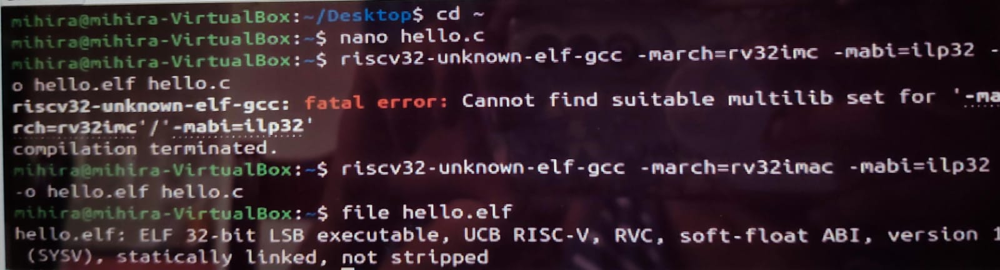 mihira@mihira-VirtualBox:~/Desktop$ cd ~
mihira@mihira-VirtualBox:~$ nano hello.c
mihira@mihira-VirtualBox:~$ riscv32-unknown-elf-gcc -march=rv32imc -mabi=ilp32 -
o hello.elf hello.c
riscv32-unknown-elf-gcc: fatal error: Cannot find suitable multilib set for '-ma
rch=rv32imc'/'-mabi=ilp32'
compilation terminated.
mihira@mihira-VirtualBox:~$ riscv32-unknown-elf-gcc -march=rv32imac -mabi=ilp32
-o hello.elf hello.c
mihira@mihira-VirtualBox:~$ file hello.elf
hello.elf: ELF 32-bit LSB executable, UCB RISC-V, RVC, soft-float ABI, version 1
(SYSV), statically linked, not stripped